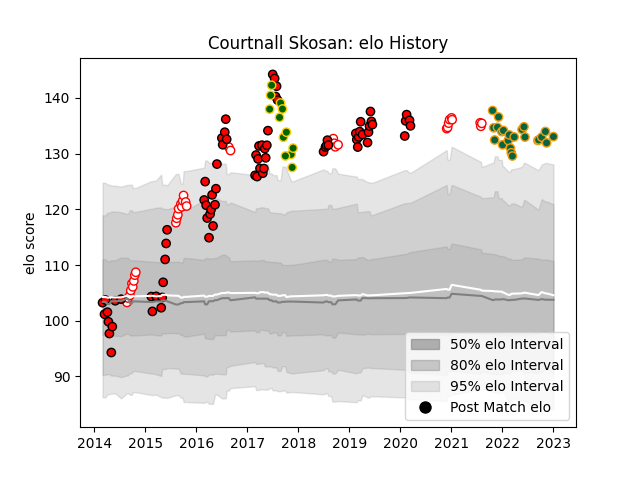 Courtnall Skosan: elo History
elo score
140
130
120
110
100
90
50% elo Interval
80% elo Interval
95% elo Interval
Post Match elo
2014 2015 2016 2017 2018 2019 2020 2021 2022 2023